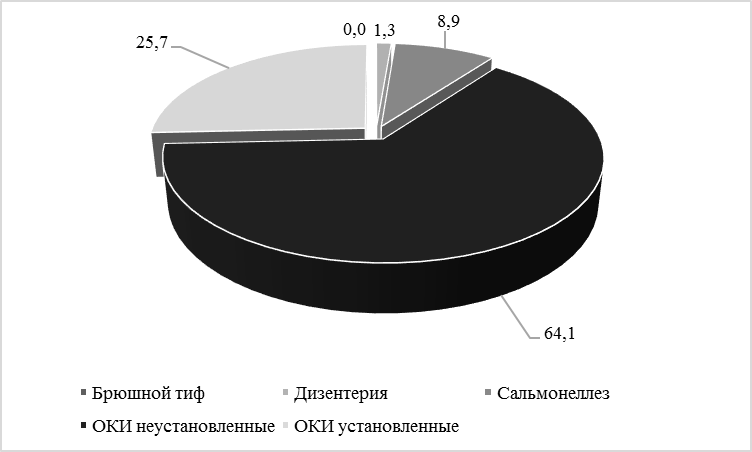 0,0 1,3 8,9
25,7
64,1
Брюшной тиф Дизентерия Сальмонеллез
ОКИ неустановленные ОКИ установленные